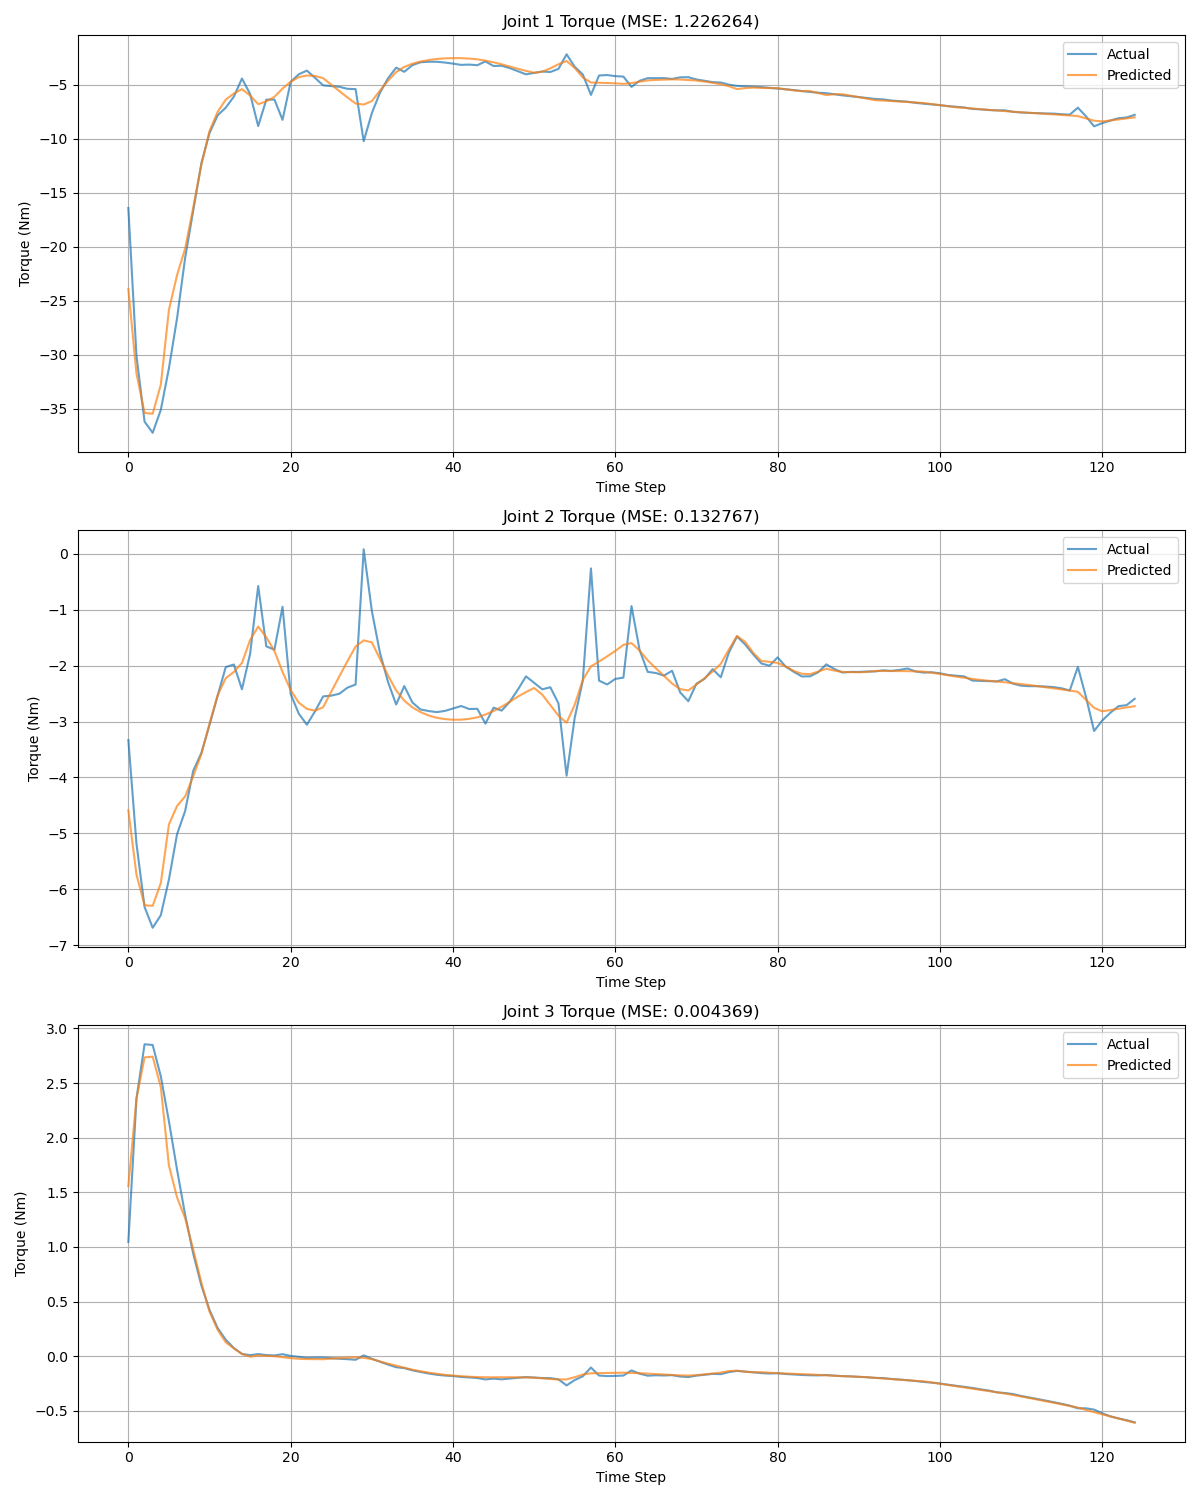 Joint 1 Torque (MSE: 1.226264)
Actual
Predicted
−5
−10
−15
−20
−25
−30
−35
Torque (Nm)
0 20 40 60 80 100 120
Time Step
Joint 2 Torque (MSE: 0.132767)
Actual
Predicted
0
−1
−2
−3
−4
−5
−6
−7
Torque (Nm)
0 20 40 60 80 100 120
Time Step
Joint 3 Torque (MSE: 0.004369)
Actual
Predicted
3.0
2.5
2.0
1.5
1.0
0.5
0.0
−0.5
Torque (Nm)
0 20 40 60 80 100 120
Time Step